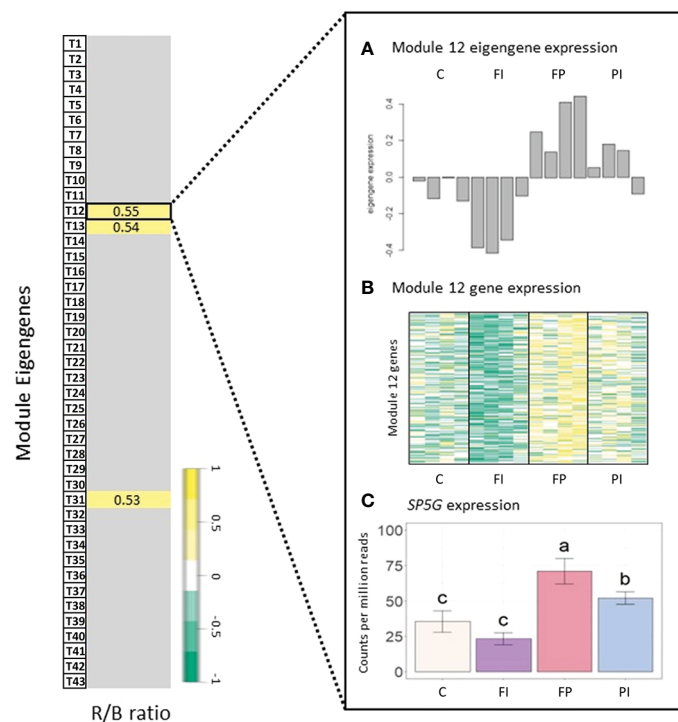 Module Eigengenes
T1
T2
T3
T4
T5
T6
T7
T8
T9
T10
T11
T12
T13
T14
T15
T16
T17
T18
T19
T20
T21
T22
T23
T24
T25
T26
T27
T28
T29
T30
T31
T32
T33
T34
T35
T36
T37
T38
T39
T40
T41
T42
T43
0.55
0.54
0.53
R/B ratio
1
0.5
0
-0.5
-1
A Module 12 eigengene expression
C FI FP PI
eigengene expression
0.4
0.2
0.0
-0.2
-0.4
B Module 12 gene expression
Module 12 genes
C FI FP PI
C SP5G expression
Counts per million reads
100
75
50
25
0
c c a b
C FI FP PI